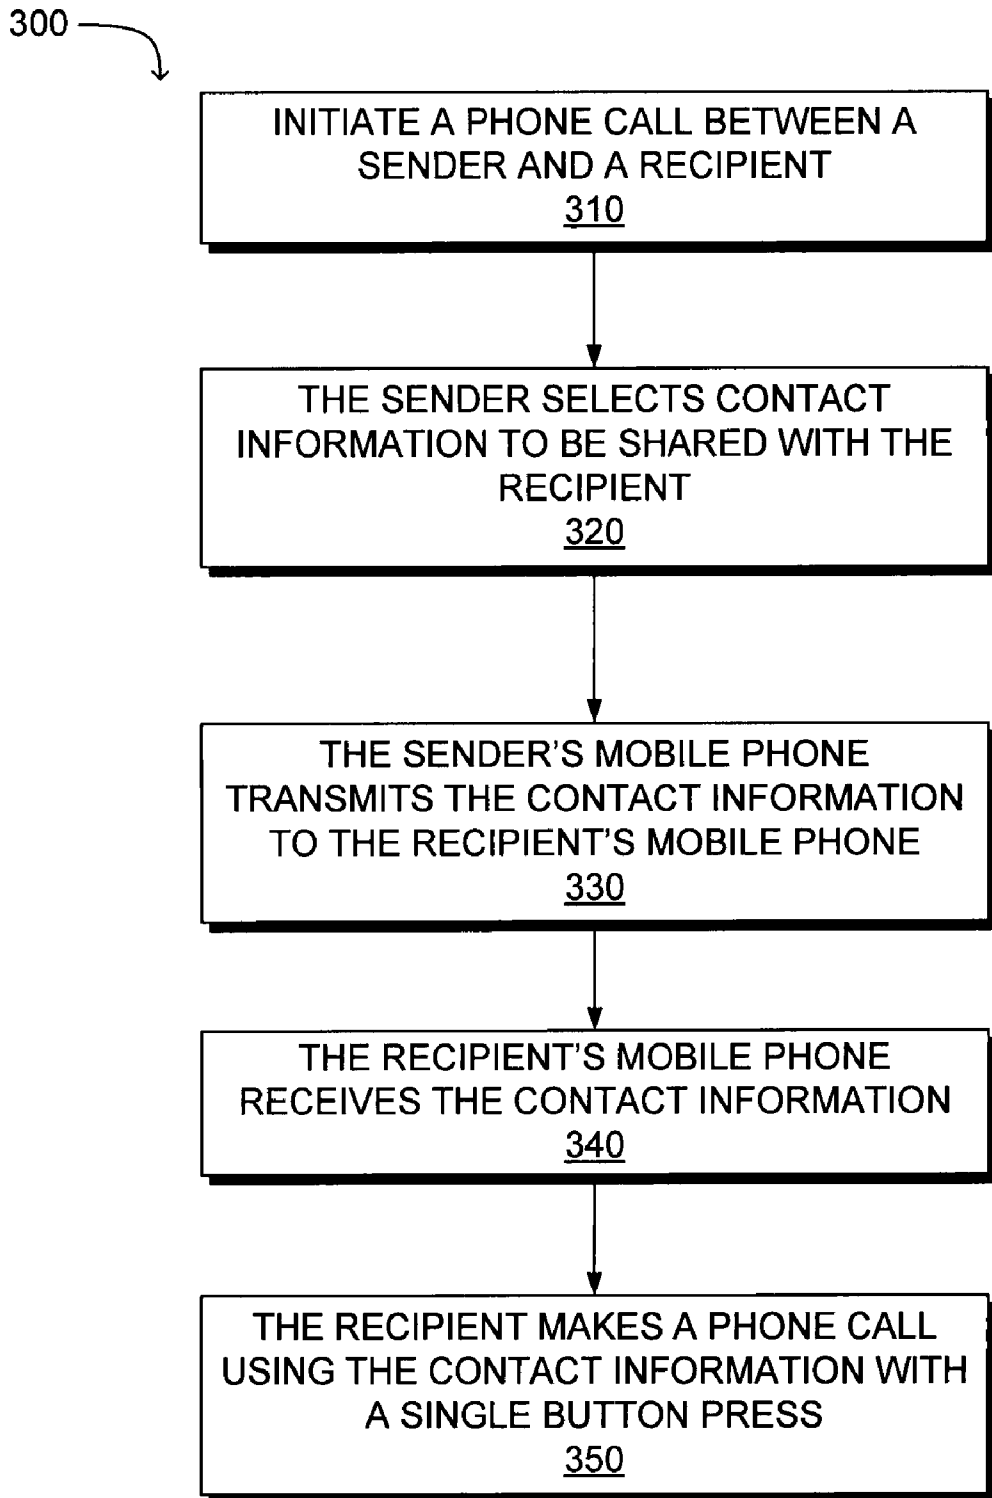 300
INITIATE A PHONE CALL BETWEEN A
SENDER AND A RECIPIENT
310
THE SENDER SELECTS CONTACT
INFORMATION TO BE SHARED WITH THE
RECIPIENT
320
THE SENDER'S MOBILE PHONE
TRANSMITS THE CONTACT INFORMATION
TO THE RECIPIENT'S MOBILE PHONE
330
THE RECIPIENT'S MOBILE PHONE
RECEIVES THE CONTACT INFORMATION
340
THE RECIPIENT MAKES A PHONE CALL
USING THE CONTACT INFORMATION WITH
A SINGLE BUTTON PRESS
350